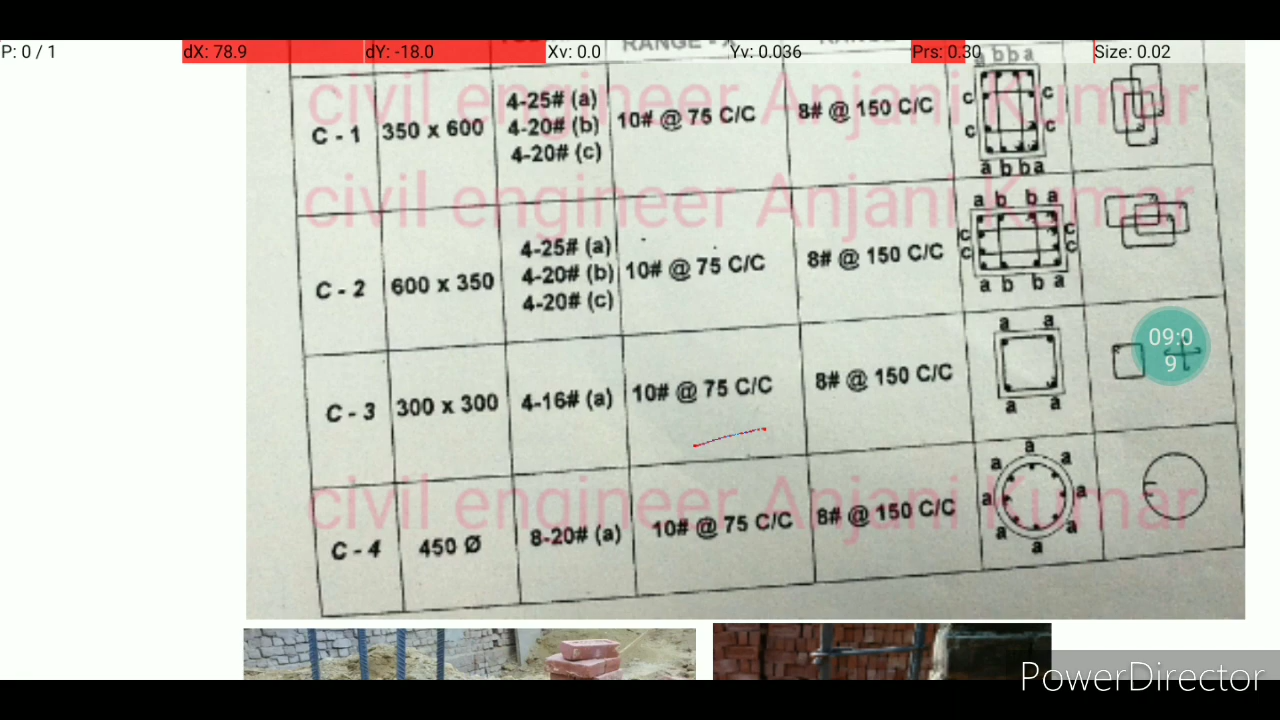 P: 0 / 1 dX: 78.9 dY: -18.0 Xv: 0.0 Yv: 0.036 Prs: 0.30 Size: 0.02
RANGE - X
a b b a
civil engineer Anjani Kumar
C - 1 350 x 600 4-25# (a) 10# @ 75 C/C 8# @ 150 C/C c c
4-20# (b)
4-20# (c) c c
a b b a
civil engineer Anjani Kumar
a b b a
C - 2 600 x 350 4-25# (a) 10# @ 75 C/C 8# @ 150 C/C c c
4-20# (b) c c
4-20# (c)
a b b a
a a
C - 3 300 x 300 4-16# (a) 10# @ 75 C/C 8# @ 150 C/C
a a
09:0
9
civil engineer Anjani Kumar
a
a a
C - 4 450 Ø 8-20# (a) 10# @ 75 C/C 8# @ 150 C/C a a
a a
a
PowerDirector